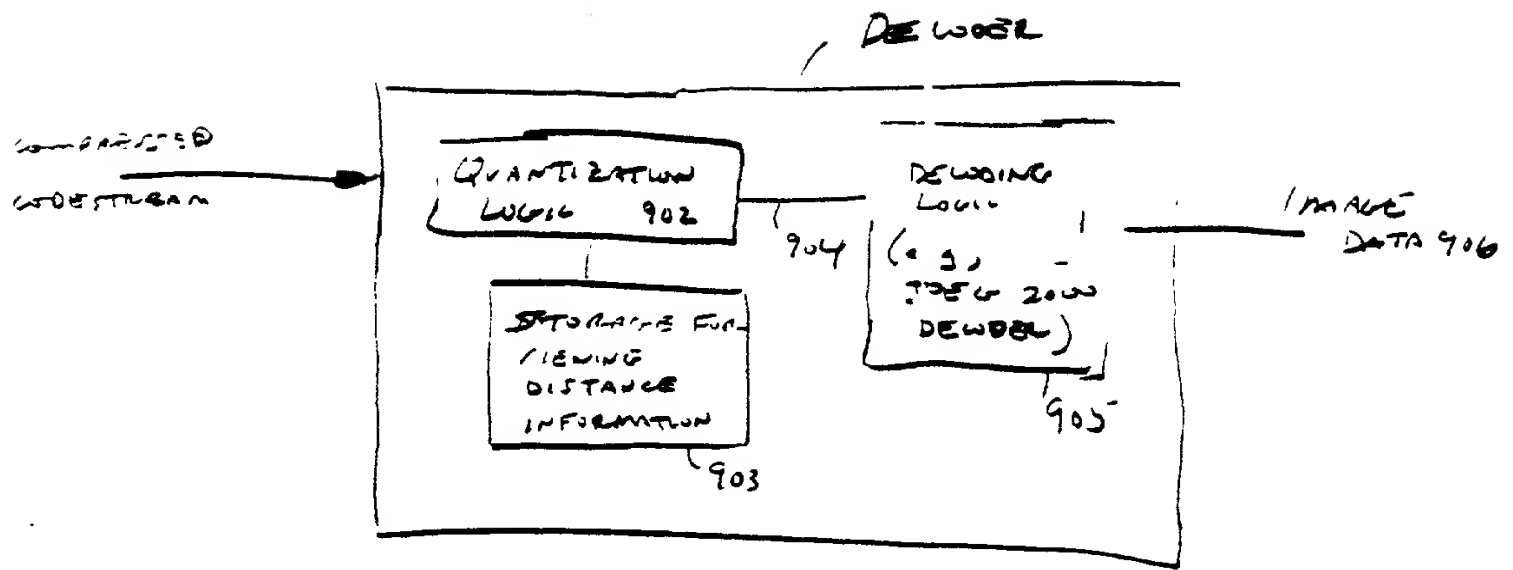 DECODER
COMPRESSED
CODESTREAM
QUANTIZATION
LOGIC 902
904
DECODING
LOGIC
(e.g.,
JPEG 2000
DECODER)
905
IMAGE
DATA 906
STORAGE FOR
VIEWING
DISTANCE
INFORMATION
903